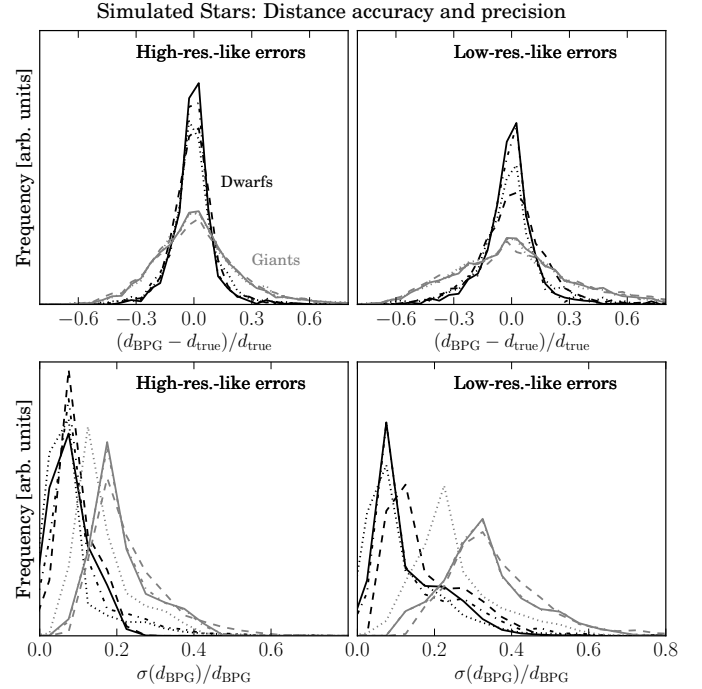 Simulated Stars: Distance accuracy and precision
High-res.-like errors
Low-res.-like errors
Frequency [arb. units]
Dwarfs
Giants
−0.6 −0.3 0.0 0.3 0.6
−0.6 −0.3 0.0 0.3 0.6
(d_BPG − d_true)/d_true
(d_BPG − d_true)/d_true
High-res.-like errors
Low-res.-like errors
Frequency [arb. units]
0.0 0.2 0.4 0.6
0.0 0.2 0.4 0.6 0.8
σ(d_BPG)/d_BPG
σ(d_BPG)/d_BPG